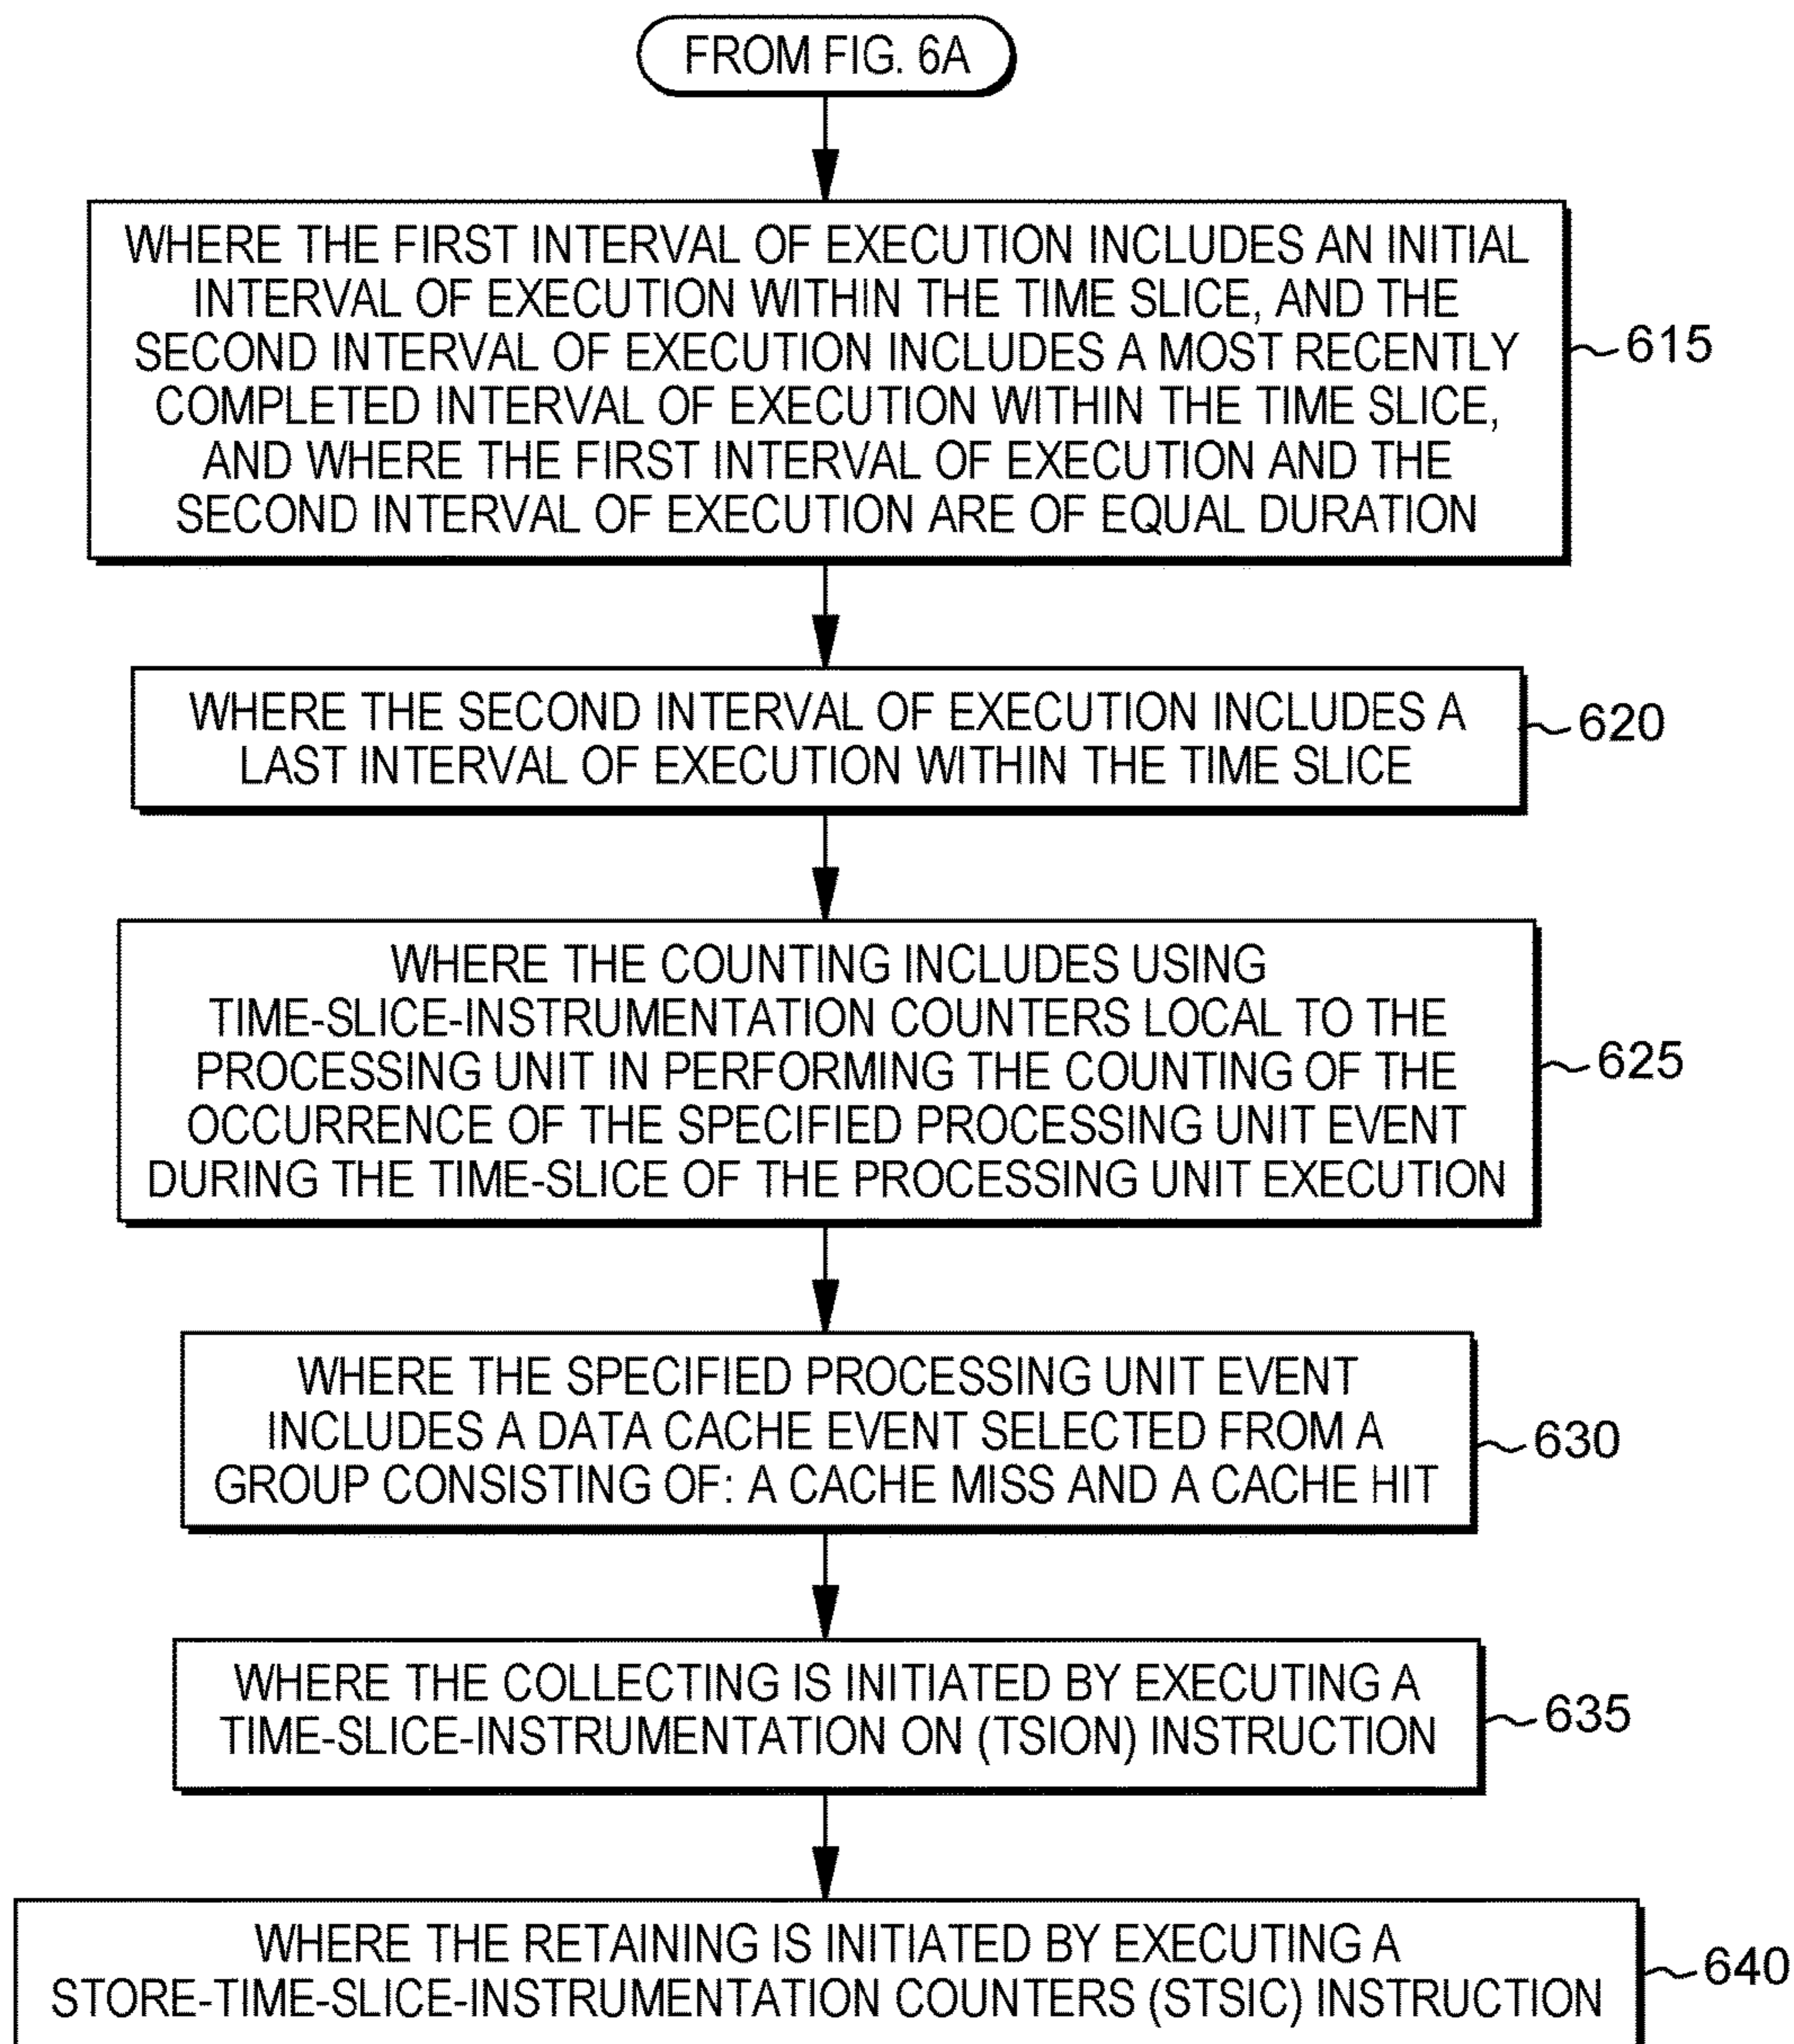 FROM FIG. 6A
WHERE THE FIRST INTERVAL OF EXECUTION INCLUDES AN INITIAL
INTERVAL OF EXECUTION WITHIN THE TIME SLICE, AND THE
SECOND INTERVAL OF EXECUTION INCLUDES A MOST RECENTLY
COMPLETED INTERVAL OF EXECUTION WITHIN THE TIME SLICE,
AND WHERE THE FIRST INTERVAL OF EXECUTION AND THE
SECOND INTERVAL OF EXECUTION ARE OF EQUAL DURATION
615
WHERE THE SECOND INTERVAL OF EXECUTION INCLUDES A
LAST INTERVAL OF EXECUTION WITHIN THE TIME SLICE
620
WHERE THE COUNTING INCLUDES USING
TIME-SLICE-INSTRUMENTATION COUNTERS LOCAL TO THE
PROCESSING UNIT IN PERFORMING THE COUNTING OF THE
OCCURRENCE OF THE SPECIFIED PROCESSING UNIT EVENT
DURING THE TIME-SLICE OF THE PROCESSING UNIT EXECUTION
625
WHERE THE SPECIFIED PROCESSING UNIT EVENT
INCLUDES A DATA CACHE EVENT SELECTED FROM A
GROUP CONSISTING OF: A CACHE MISS AND A CACHE HIT
630
WHERE THE COLLECTING IS INITIATED BY EXECUTING A
TIME-SLICE-INSTRUMENTATION ON (TSION) INSTRUCTION
635
WHERE THE RETAINING IS INITIATED BY EXECUTING A
STORE-TIME-SLICE-INSTRUMENTATION COUNTERS (STSIC) INSTRUCTION
640